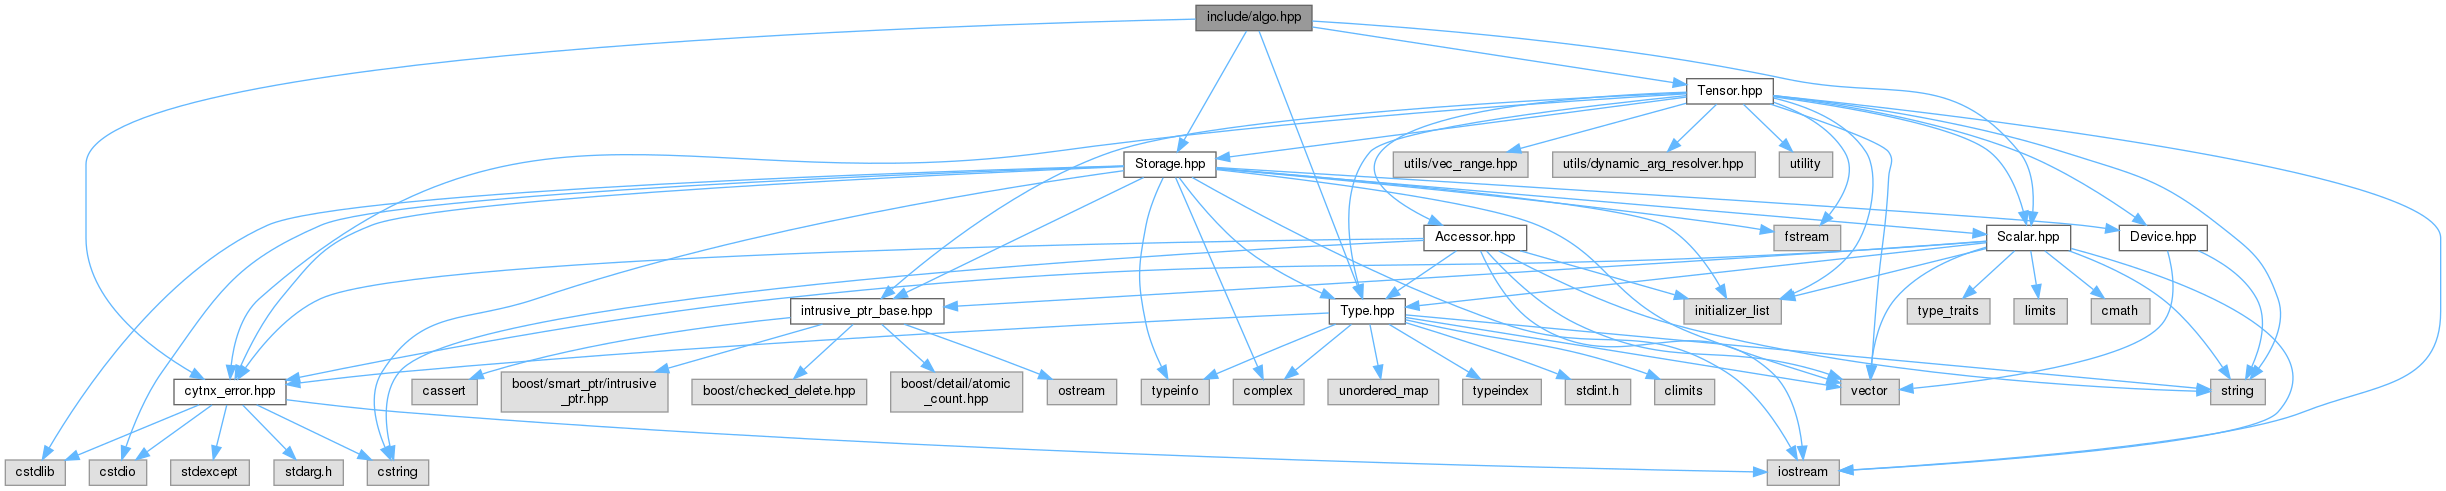 include/algo.hpp
Tensor.hpp
Storage.hpp
utils/vec_range.hpp
utils/dynamic_arg_resolver.hpp
utility
Accessor.hpp
fstream
Scalar.hpp
Device.hpp
intrusive_ptr_base.hpp
Type.hpp
initializer_list
type_traits
limits
cmath
cytnx_error.hpp
cassert
boost/smart_ptr/intrusive
_ptr.hpp
boost/checked_delete.hpp
boost/detail/atomic
_count.hpp
ostream
typeinfo
complex
unordered_map
typeindex
stdint.h
climits
vector
string
cstdlib
cstdio
stdexcept
stdarg.h
cstring
iostream